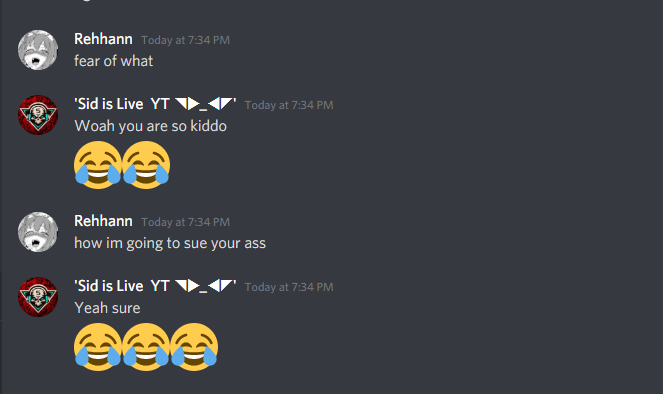 Rehhann Today at 7:34 PM
fear of what
'Sid is Live YT ◥▶_◀◤' Today at 7:34 PM
Woah you are so kiddo
😂😂
Rehhann Today at 7:34 PM
how im going to sue your ass
'Sid is Live YT ◥▶_◀◤' Today at 7:34 PM
Yeah sure
😂😂😂